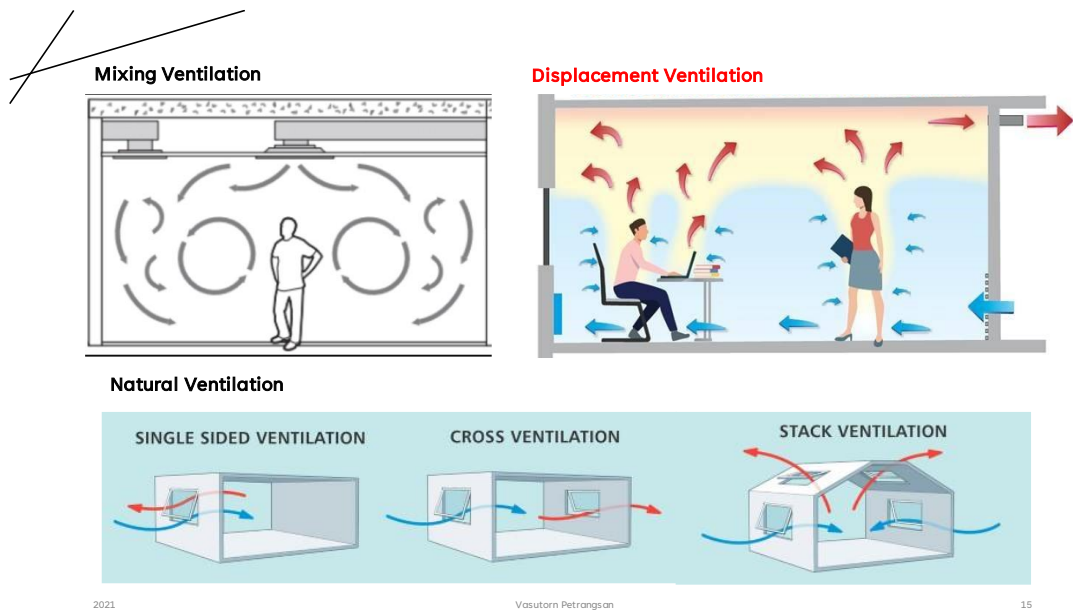 Mixing Ventilation
Displacement Ventilation
Natural Ventilation
SINGLE SIDED VENTILATION
CROSS VENTILATION
STACK VENTILATION
2021
Vasutorn Petrangsan
15